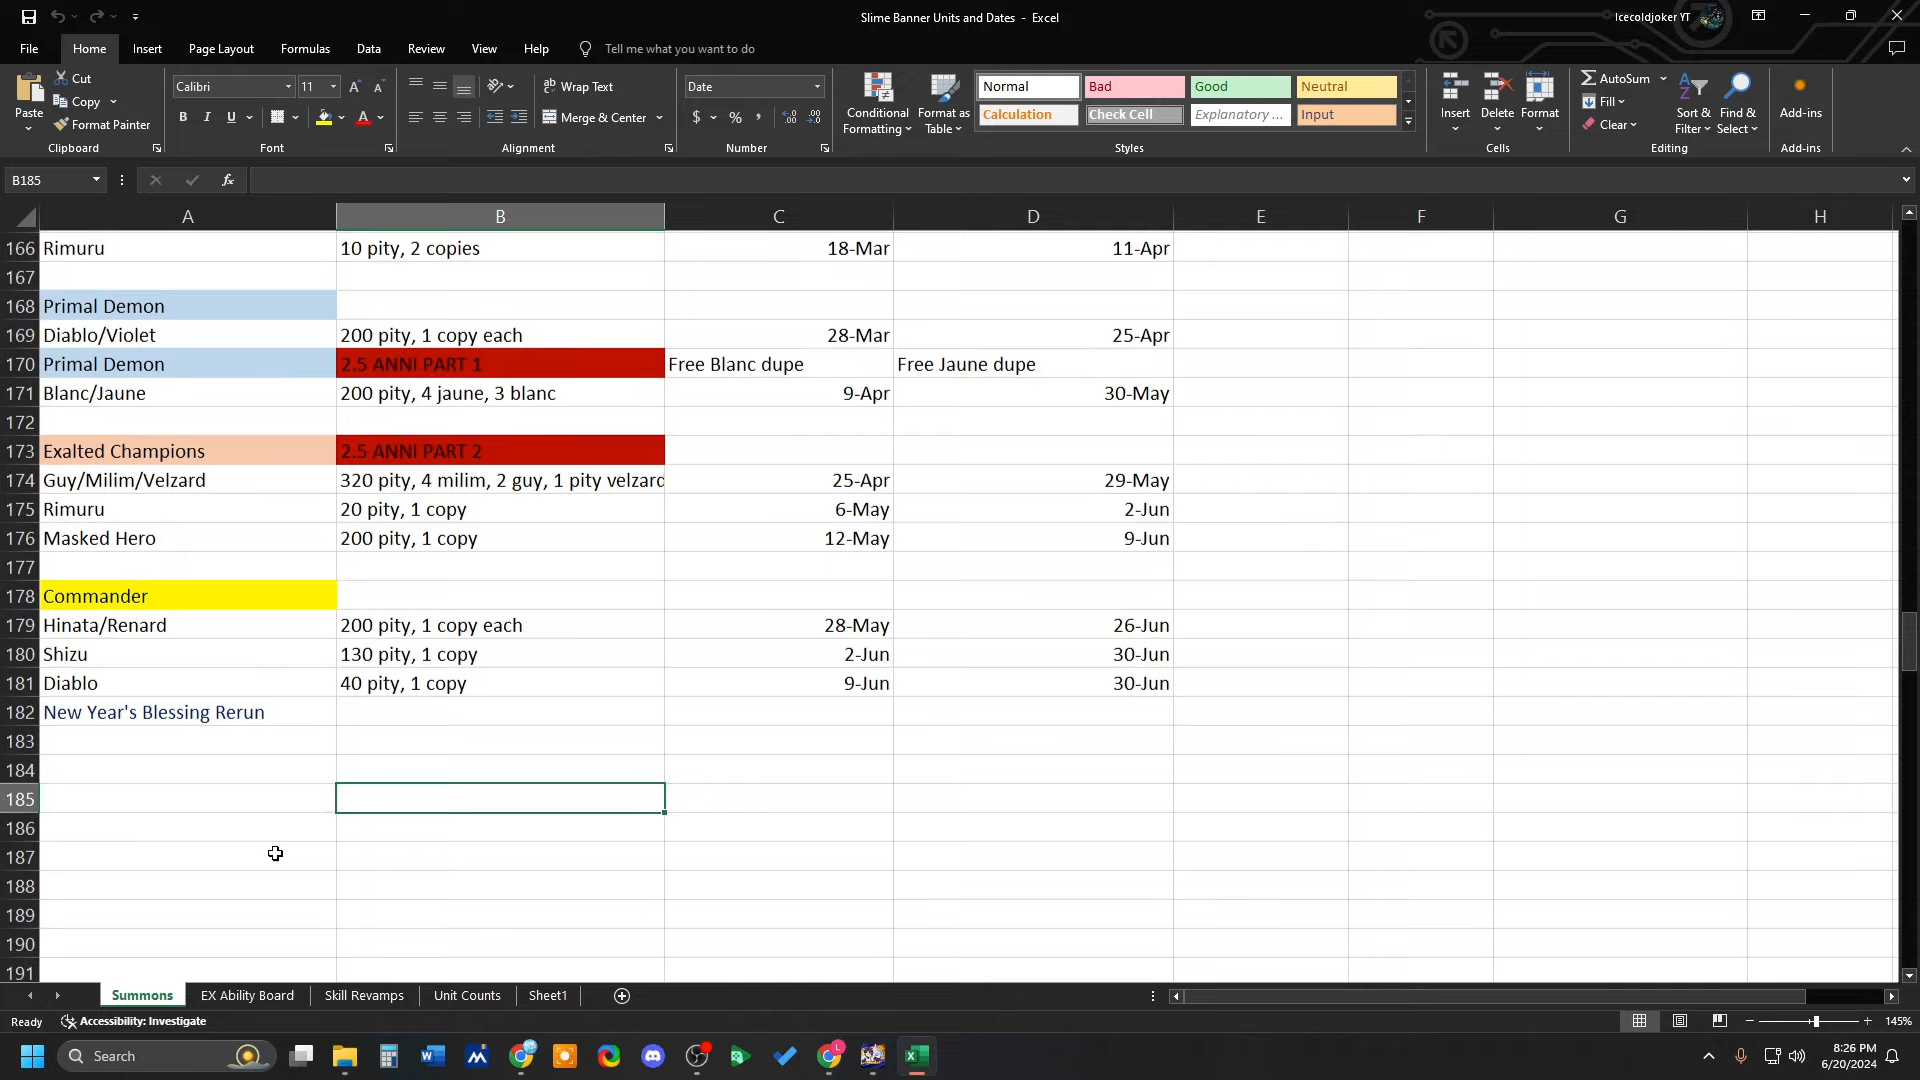 Slime Banner Units and Dates - Excel
Icecoldjoker YT
File Home Insert Page Layout Formulas Data Review View Help Tell me what you want to do
Paste
Cut
Copy
Format Painter
Clipboard
Calibri 11
B I U
Font
Wrap Text
Merge & Center
Alignment
Date
$ % ,
Number
Conditional Formatting
Format as Table
Normal Bad Good Neutral
Calculation Check Cell Explanatory ... Input
Styles
Insert Delete Format
Cells
AutoSum
Fill
Clear
Sort & Filter
Find & Select
Editing
Add-ins
Add-ins
B185 fx
A B C D E F G H
166 Rimuru 10 pity, 2 copies 18-Mar 11-Apr
167
168 Primal Demon
169 Diablo/Violet 200 pity, 1 copy each 28-Mar 25-Apr
170 Primal Demon 2.5 ANNI PART 1 Free Blanc dupe Free Jaune dupe
171 Blanc/Jaune 200 pity, 4 jaune, 3 blanc 9-Apr 30-May
172
173 Exalted Champions 2.5 ANNI PART 2
174 Guy/Milim/Velzard 320 pity, 4 milim, 2 guy, 1 pity velzard 25-Apr 29-May
175 Rimuru 20 pity, 1 copy 6-May 2-Jun
176 Masked Hero 200 pity, 1 copy 12-May 9-Jun
177
178 Commander
179 Hinata/Renard 200 pity, 1 copy each 28-May 26-Jun
180 Shizu 130 pity, 1 copy 2-Jun 30-Jun
181 Diablo 40 pity, 1 copy 9-Jun 30-Jun
182 New Year's Blessing Rerun
183
184
185
186
187
188
189
190
191
Summons EX Ability Board Skill Revamps Unit Counts Sheet1
Ready Accessibility: Investigate 145%
Search
8:26 PM
6/20/2024